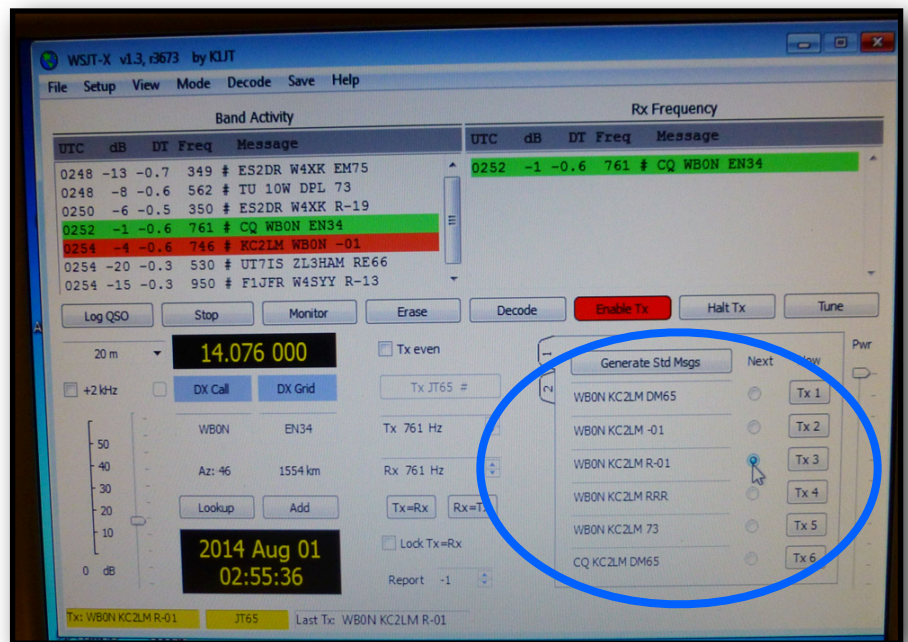 WSJT-X v1.3, r3673 by K1JT
File Setup View Mode Decode Save Help
Band Activity
UTC dB DT Freq Message
0248 -13 -0.7 349 # ES2DR W4XK EM75
0248 -8 -0.6 562 # TU 10W DPL 73
0250 -6 -0.5 350 # ES2DR W4XK R-19
0252 -1 -0.6 761 # CQ WB0N EN34
0254 -4 -0.6 746 # KC2LM WB0N -01
0254 -20 -0.3 530 # UT7IS ZL3HAM RE66
0254 -15 -0.3 950 # F1JFR W4SYY R-13
Rx Frequency
UTC dB DT Freq Message
0252 -1 -0.6 761 # CQ WB0N EN34
Log QSO Stop Monitor Erase Decode Enable Tx Halt Tx Tune
20 m
14.076 000
+2 kHz
DX Call DX Grid
WB0N EN34
Az: 46 1554 km
Lookup Add
50
40
30
20
10
0 dB
2014 Aug 01
02:55:36
Tx even
Tx JT65 #
Tx 761 Hz
Rx 761 Hz
Tx=Rx
Lock Tx=Rx
Report -1
1
2
Generate Std Msgs Next
WB0N KC2LM DM65 Tx 1
WB0N KC2LM -01 Tx 2
WB0N KC2LM R-01 Tx 3
WB0N KC2LM RRR Tx 4
WB0N KC2LM 73 Tx 5
CQ KC2LM DM65 Tx 6
Pwr
Tx: WB0N KC2LM R-01 JT65 Last Tx: WB0N KC2LM R-01